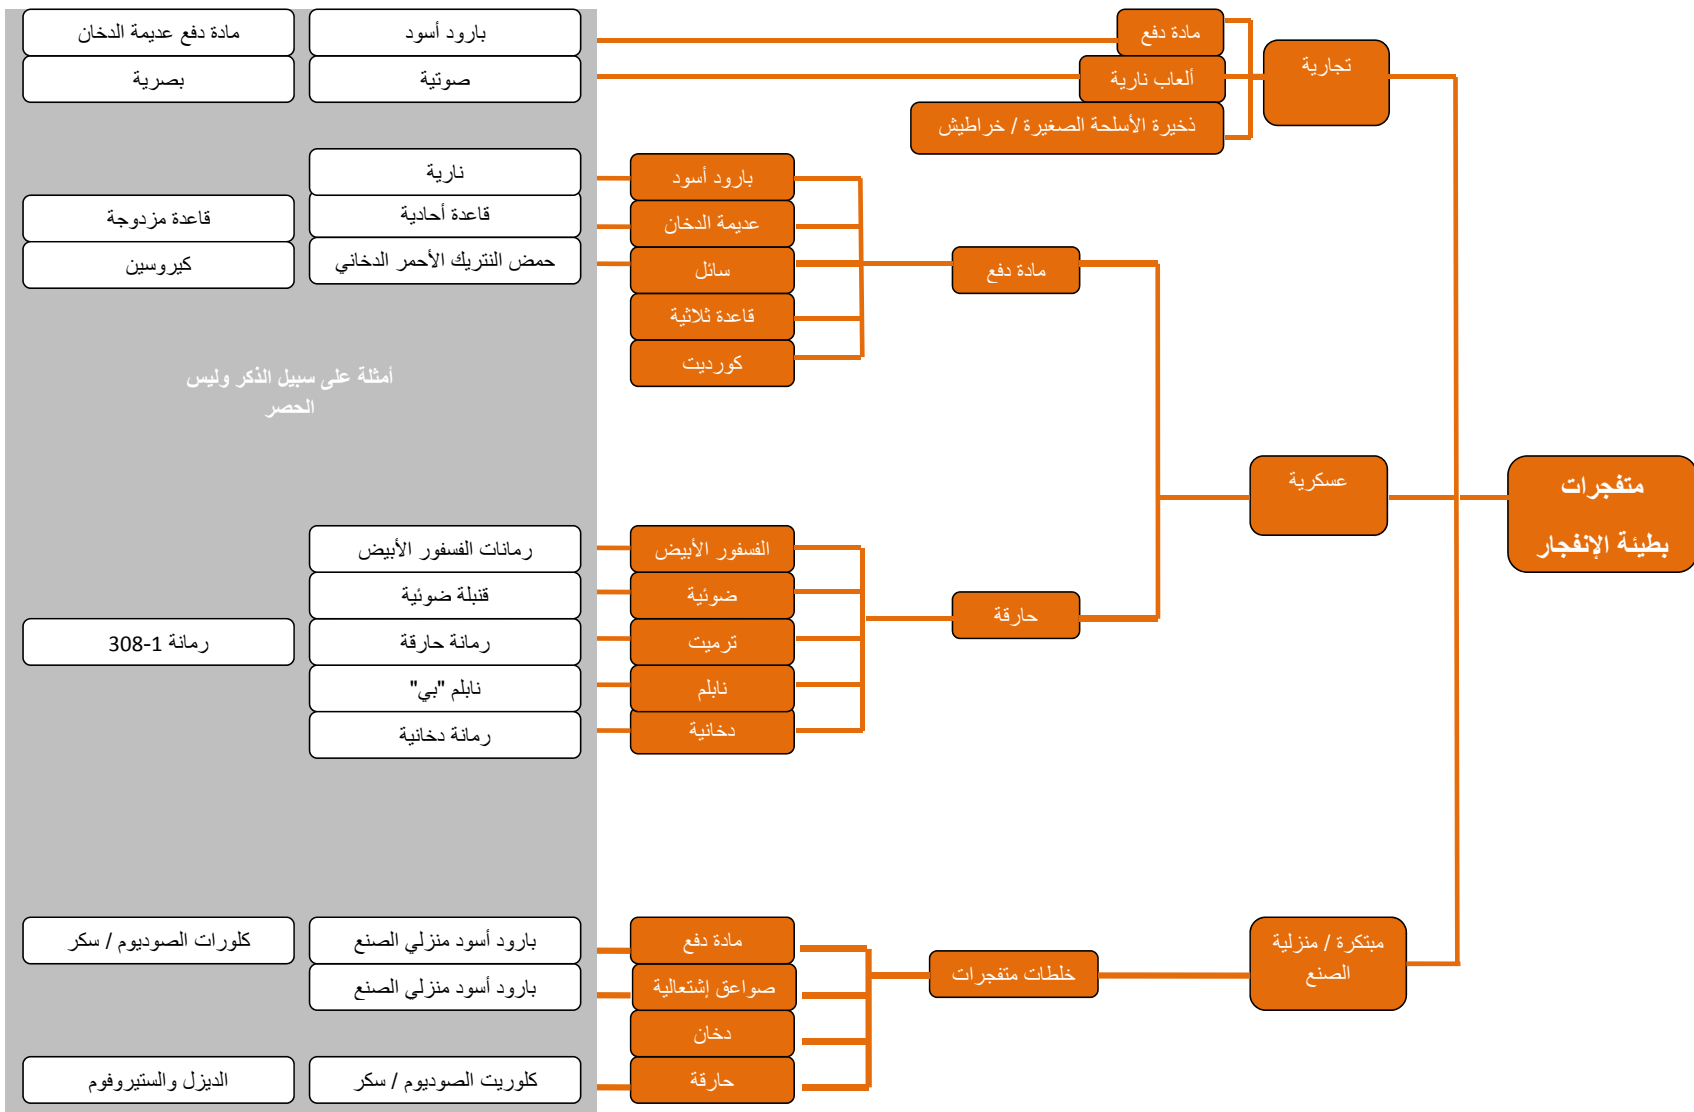 متفجرات
بطيئة الإنفجار
تجارية
مادة دفع
بارود أسود
مادة دفع عديمة الدخان
ألعاب نارية
صوتية
بصرية
ذخيرة الأسلحة الصغيرة / خراطيش
عسكرية
مادة دفع
بارود أسود
نارية
عديمة الدخان
قاعدة أحادية
قاعدة مزدوجة
سائل
حمض النتريك الأحمر الدخاني
كيروسين
قاعدة ثلاثية
كورديت
أمثلة على سبيل الذكر وليس
الحصر
حارقة
الفسفور الأبيض
رمانات الفسفور الأبيض
ضوئية
قنبلة ضوئية
ترميت
رمانة حارقة
رمانة 1-308
نابلم
نابلم "بي"
دخانية
رمانة دخانية
مبتكرة / منزلية
الصنع
خلطات متفجرات
مادة دفع
بارود أسود منزلي الصنع
كلورات الصوديوم / سكر
صواعق إشتعالية
بارود أسود منزلي الصنع
دخان
حارقة
كلوريت الصوديوم / سكر
الديزل والستيروفوم